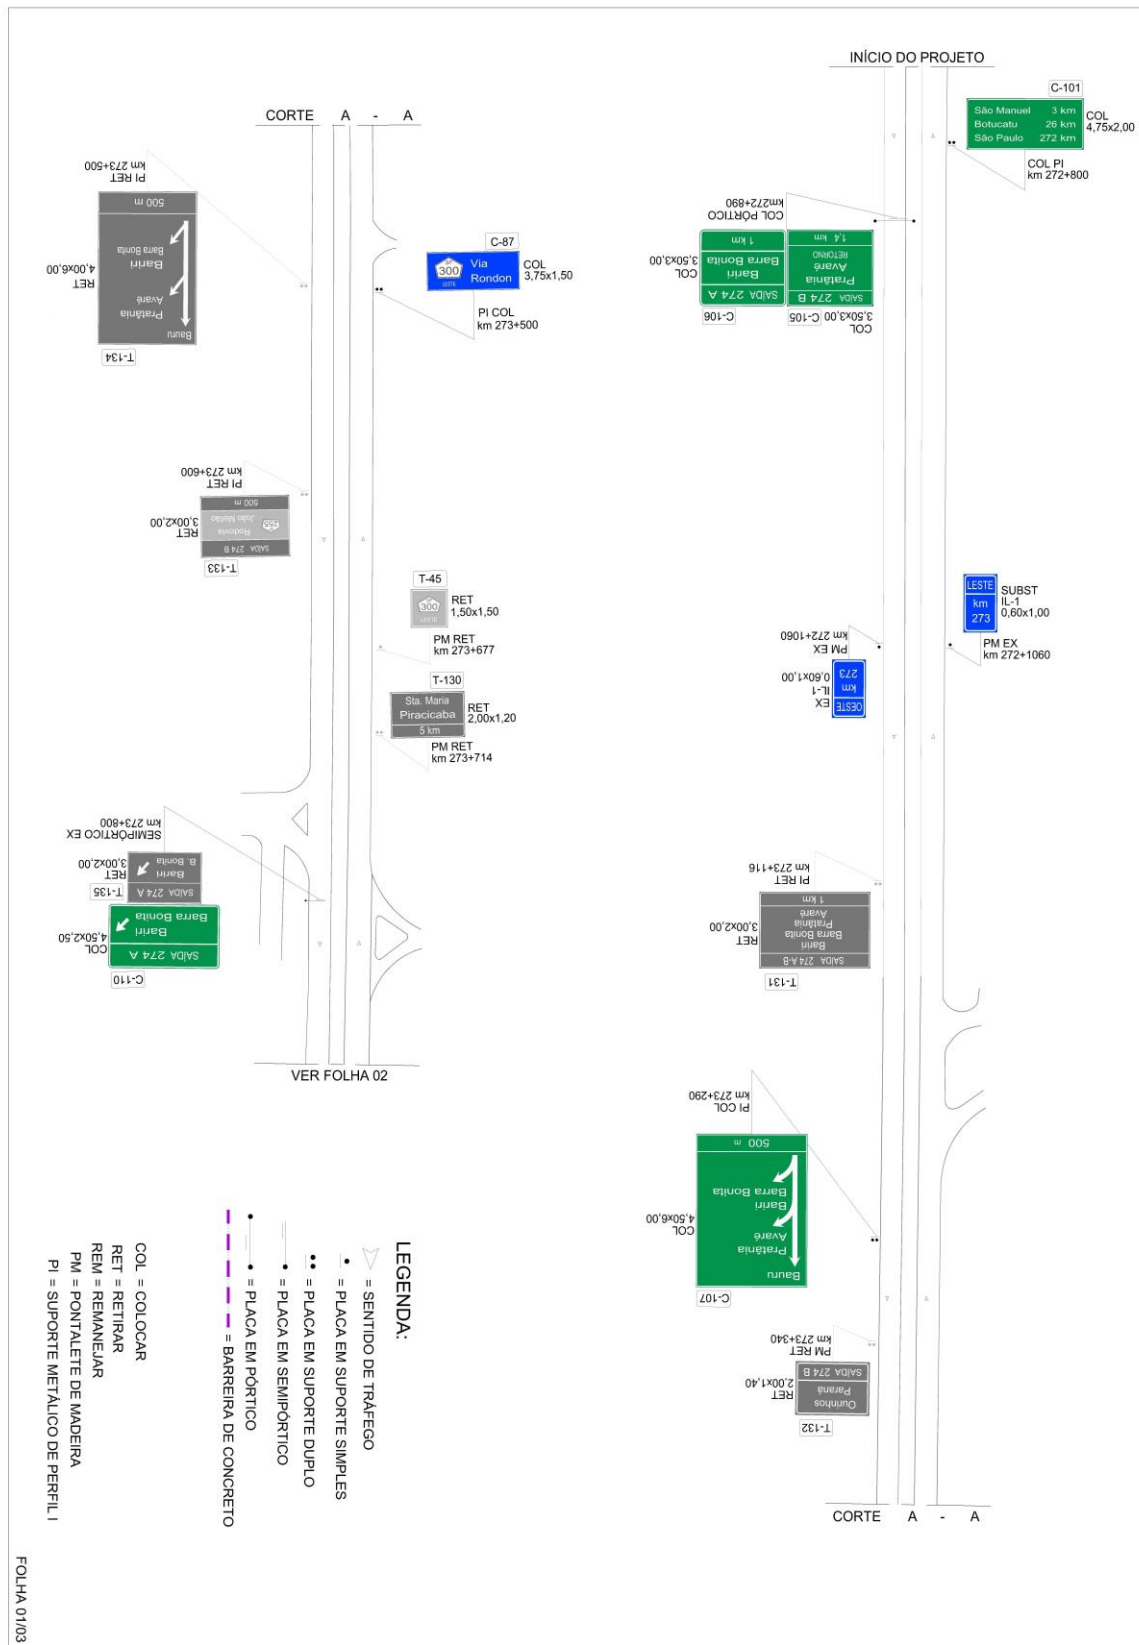 CORTE A - A
km 273+500
PI RET
500 m
Barra Bonita
Bariri
Avaré
Pratânia
Bauru
4,00x6,00
RET
T-134
C-87
300
Via
Rondon
COL
3,75x1,50
PI COL
km 273+500
km 273+600
PI RET
500 m
Rodovia
João Mellão
255
SAÍDA 274 B
3,00x2,00
RET
T-133
T-45
300
RET
1,50x1,50
PM RET
km 273+677
T-130
Sta. Maria
Piracicaba
5 km
RET
2,00x1,20
PM RET
km 273+714
km 273+800
SEMIPÓRTICO EX
B. Bonita
Bariri
SAÍDA 274 A
3,00x2,00
RET
T-135
Barra Bonita
Bariri
SAÍDA 274 A
4,50x2,50
COL
C-110
VER FOLHA 02
INÍCIO DO PROJETO
C-101
São Manuel 3 km
Botucatu 26 km
São Paulo 272 km
COL
4,75x2,00
COL PI
km 272+800
km272+890
COL PÓRTICO
1 km
Barra Bonita
Bariri
SAÍDA 274 A
3,50x3,00
COL
C-106
1,4 km
RETORNO
Avaré
Pratânia
SAÍDA 274 B
C-105
3,50x3,00
COL
LESTE
km
273
SUBST
IL-1
0,60x1,00
PM EX
km 272+1060
km 272+1060
PM EX
273
km
OESTE
0,60x1,00
IL-1
EX
km 273+116
PI RET
1 km
Avaré
Pratânia
Barra Bonita
Bariri
SAÍDA 274 A-B
3,00x2,00
RET
T-131
km 273+290
PI COL
500 m
Barra Bonita
Bariri
Avaré
Pratânia
Bauru
4,50x6,00
COL
C-107
km 273+340
PM RET
SAÍDA 274 B
Paraná
Ourinhos
2,00x1,40
RET
T-132
CORTE A - A
LEGENDA:
= SENTIDO DE TRÁFEGO
= PLACA EM SUPORTE SIMPLES
= PLACA EM SUPORTE DUPLO
= PLACA EM SEMIPÓRTICO
= PLACA EM PÓRTICO
= BARREIRA DE CONCRETO
COL = COLOCAR
RET = RETIRAR
REM = REMANEJAR
PM = PONTALETE DE MADEIRA
PI = SUPORTE METÁLICO DE PERFIL I
FOLHA 01/03